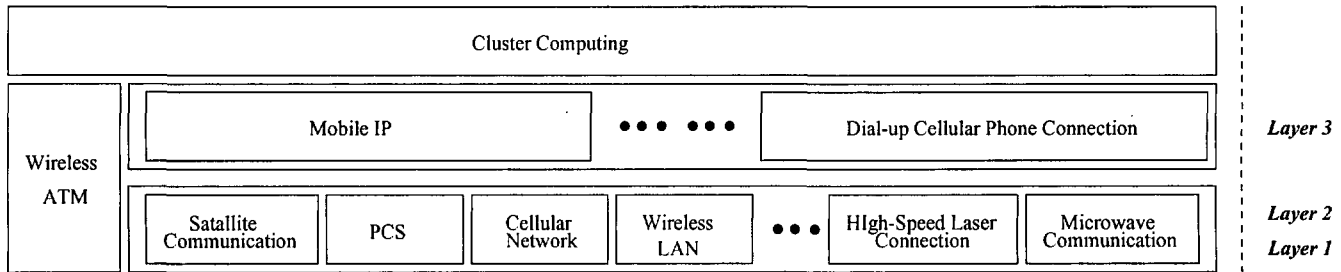 Cluster Computing
Mobile IP
Dial-up Cellular Phone Connection
Layer 3
Wireless
ATM
Satallite
Communication
PCS
Cellular
Network
Wireless
LAN
HIgh-Speed Laser
Connection
Microwave
Communication
Layer 2
Layer 1